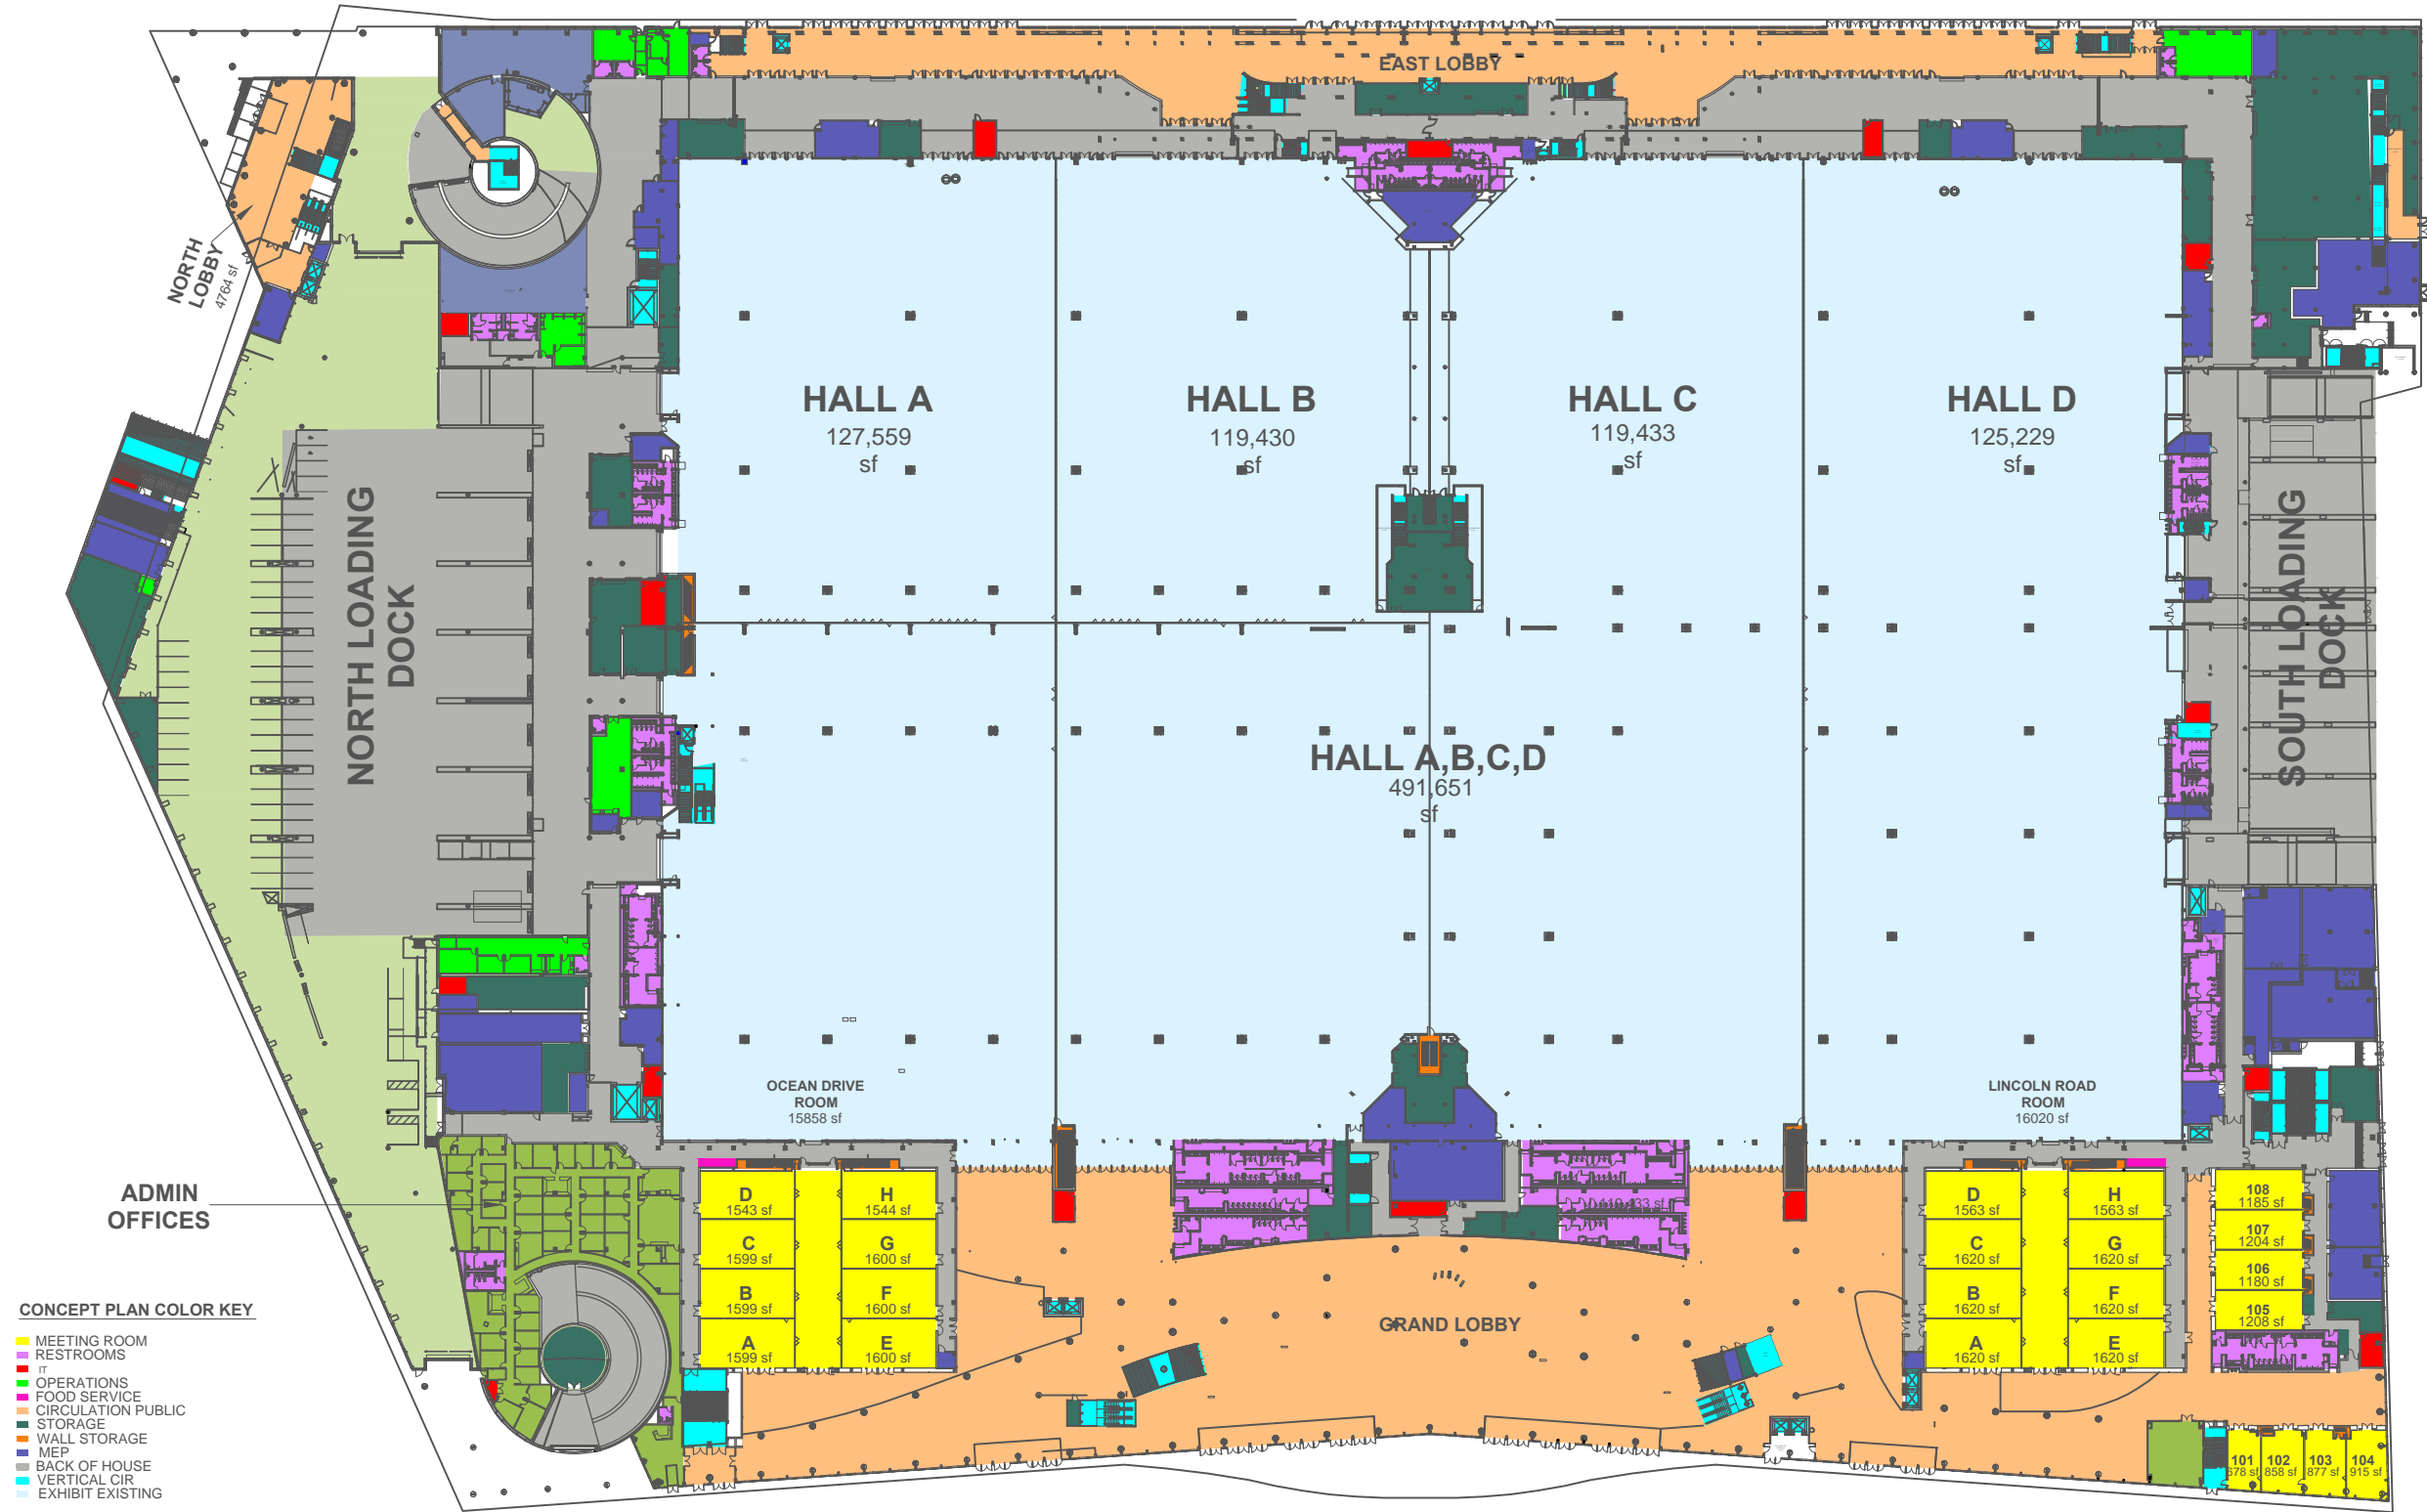 EAST LOBBY
NORTH
LOBBY
4764 sf
HALL A
127,559
sf
HALL B
119,430
sf
HALL C
119,433
sf
HALL D
125,229
sf
NORTH LOADING
DOCK
SOUTH LOADING
DOCK
HALL A,B,C,D
491,651
sf
OCEAN DRIVE
ROOM
15858 sf
LINCOLN ROAD
ROOM
16020 sf
ADMIN
OFFICES
D
1543 sf
H
1544 sf
C
1599 sf
G
1600 sf
B
1599 sf
F
1600 sf
A
1599 sf
E
1600 sf
119,433 sf
GRAND LOBBY
D
1563 sf
H
1563 sf
C
1620 sf
G
1620 sf
B
1620 sf
F
1620 sf
A
1620 sf
E
1620 sf
108
1185 sf
107
1204 sf
106
1180 sf
105
1208 sf
101
678 sf
102
858 sf
103
877 sf
104
915 sf
CONCEPT PLAN COLOR KEY
MEETING ROOM
RESTROOMS
IT
OPERATIONS
FOOD SERVICE
CIRCULATION PUBLIC
STORAGE
WALL STORAGE
MEP
BACK OF HOUSE
VERTICAL CIR
EXHIBIT EXISTING